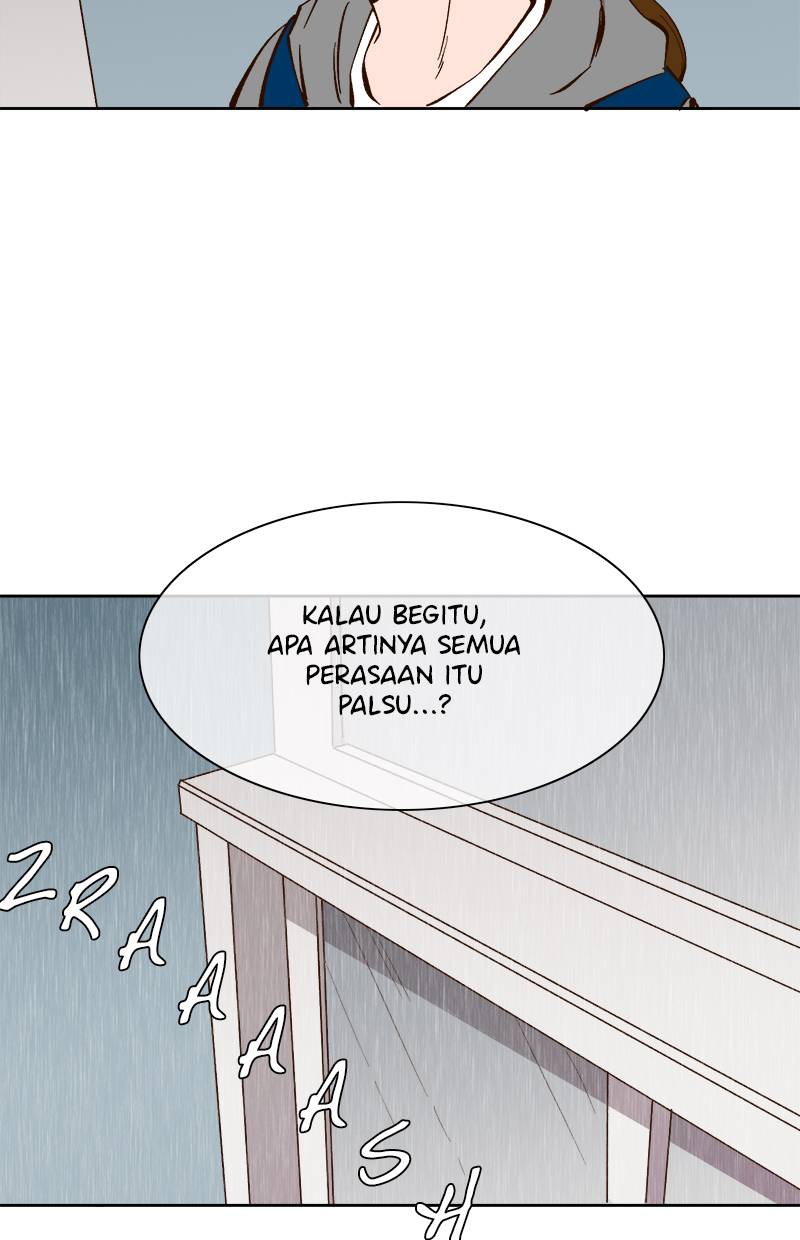 KALAU BEGITU,
APA ARTINYA SEMUA
PERASAAN ITU
PALSU...?
ZRAAAAASH